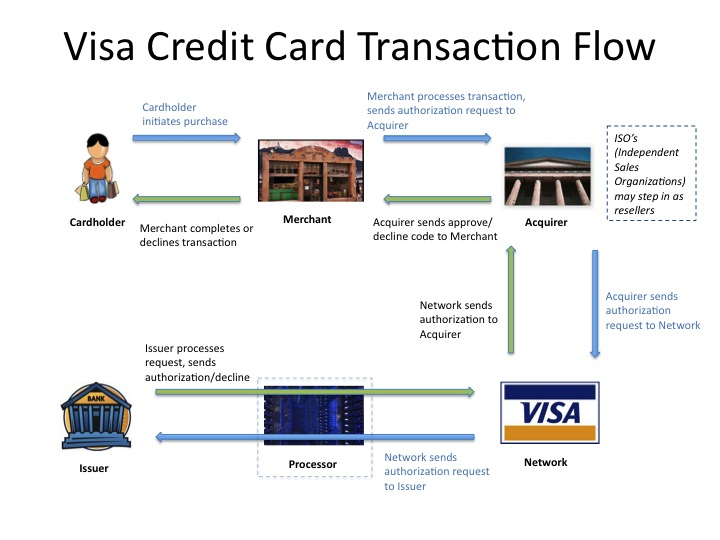 Visa Credit Card Transaction Flow
Cardholder
initiates purchase
Merchant processes transaction,
sends authorization request to
Acquirer
ISO's
(Independent
Sales
Organizations)
may step in as
resellers
Cardholder
Merchant
Acquirer
Merchant completes or
declines transaction
Acquirer sends approve/
decline code to Merchant
Network sends
authorization to
Acquirer
Acquirer sends
authorization
request to Network
Issuer processes
request, sends
authorization/decline
BANK
VISA
Issuer
Processor
Network
Network sends
authorization request
to Issuer